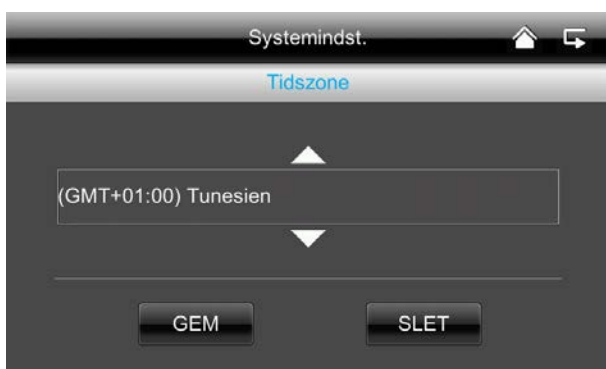 Systemindst.
Tidszone
(GMT+01:00) Tunesien
GEM
SLET